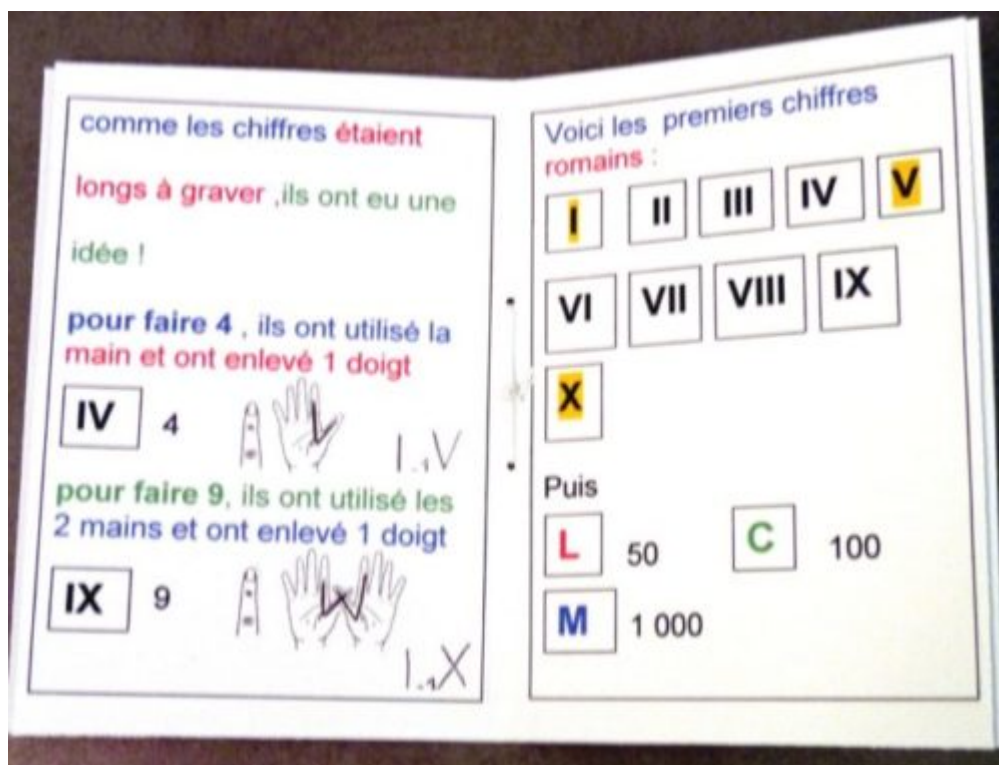 comme les chiffres étaient
longs à graver ,ils ont eu une
idée !
pour faire 4 , ils ont utilisé la
main et ont enlevé 1 doigt
IV 4
I..V
pour faire 9, ils ont utilisé les
2 mains et ont enlevé 1 doigt
IX 9
I..X
Voici les premiers chiffres
romains :
I II III IV V
VI VII VIII IX
X
Puis
L 50 C 100
M 1 000